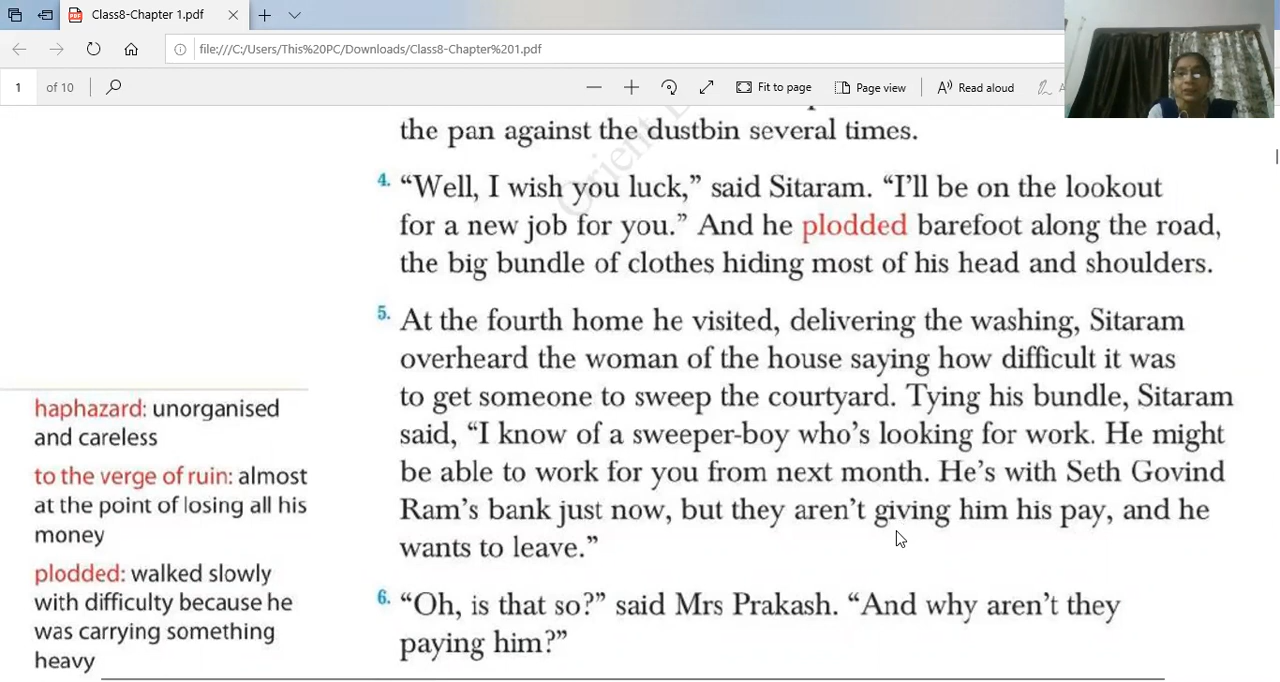 Class8-Chapter 1.pdf
file:///C:/Users/This%20PC/Downloads/Class8-Chapter%201.pdf
1 of 10
Fit to page
Page view
Read aloud
the pan against the dustbin several times.
4. “Well, I wish you luck,” said Sitaram. “I’ll be on the lookout
for a new job for you.” And he plodded barefoot along the road,
the big bundle of clothes hiding most of his head and shoulders.
5. At the fourth home he visited, delivering the washing, Sitaram
overheard the woman of the house saying how difficult it was
to get someone to sweep the courtyard. Tying his bundle, Sitaram
said, “I know of a sweeper-boy who’s looking for work. He might
be able to work for you from next month. He’s with Seth Govind
Ram’s bank just now, but they aren’t giving him his pay, and he
wants to leave.”
6. “Oh, is that so?” said Mrs Prakash. “And why aren’t they
paying him?”
haphazard: unorganised
and careless
to the verge of ruin: almost
at the point of losing all his
money
plodded: walked slowly
with difficulty because he
was carrying something
heavy
Orient